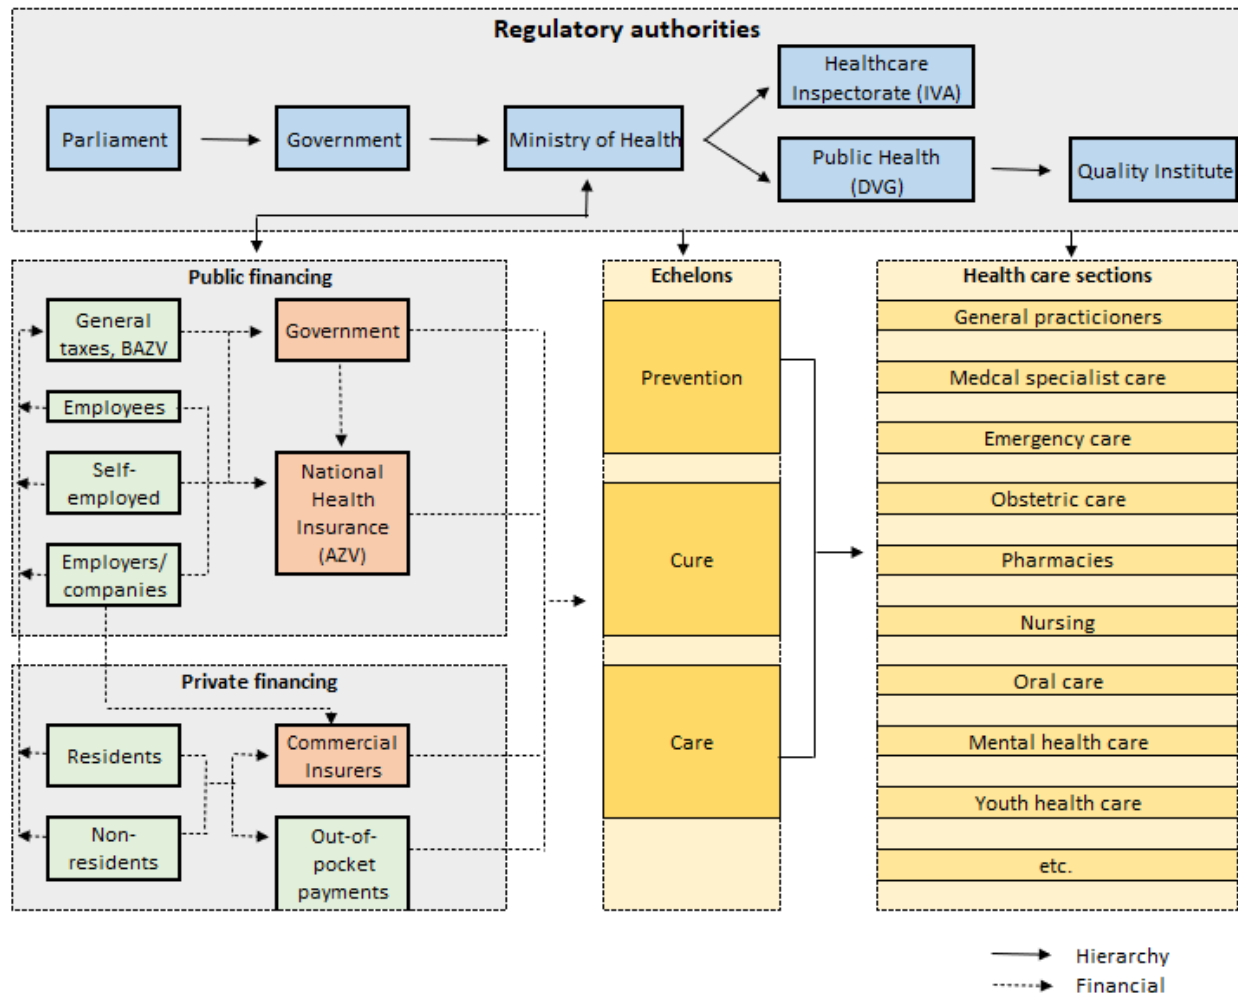 Regulatory authorities
Healthcare
Inspectorate (IVA)
Parliament
Government
Ministry of Health
Public Health
(DVG)
Quality Institute
Public financing
General
taxes, BAZV
Government
Employees
Self-
employed
National
Health
Insurance
(AZV)
Employers/
companies
Private financing
Residents
Commercial
Insurers
Non-
residents
Out-of-
pocket
payments
Echelons
Prevention
Cure
Care
Health care sections
General practicioners
Medcal specialist care
Emergency care
Obstetric care
Pharmacies
Nursing
Oral care
Mental health care
Youth health care
etc.
Hierarchy
Financial